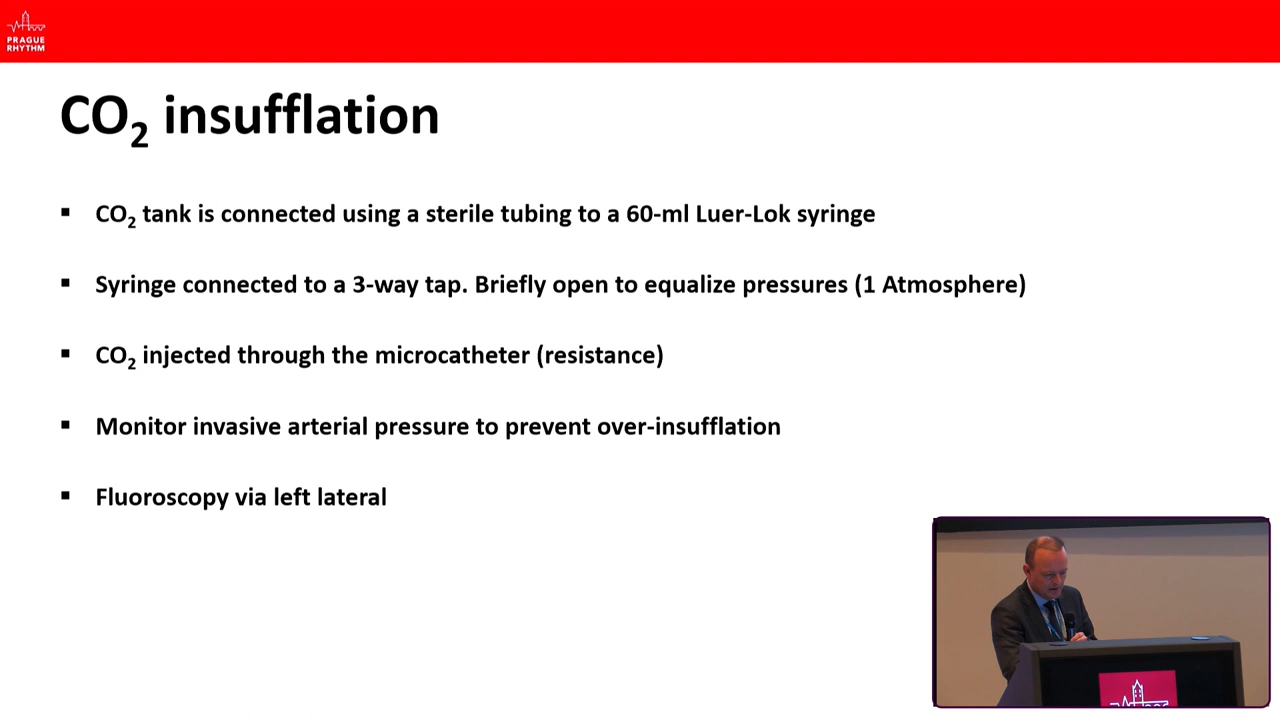 PRAGUE
RHYTHM
CO₂ insufflation
▪ CO₂ tank is connected using a sterile tubing to a 60-ml Luer-Lok syringe
▪ Syringe connected to a 3-way tap. Briefly open to equalize pressures (1 Atmosphere)
▪ CO₂ injected through the microcatheter (resistance)
▪ Monitor invasive arterial pressure to prevent over-insufflation
▪ Fluoroscopy via left lateral